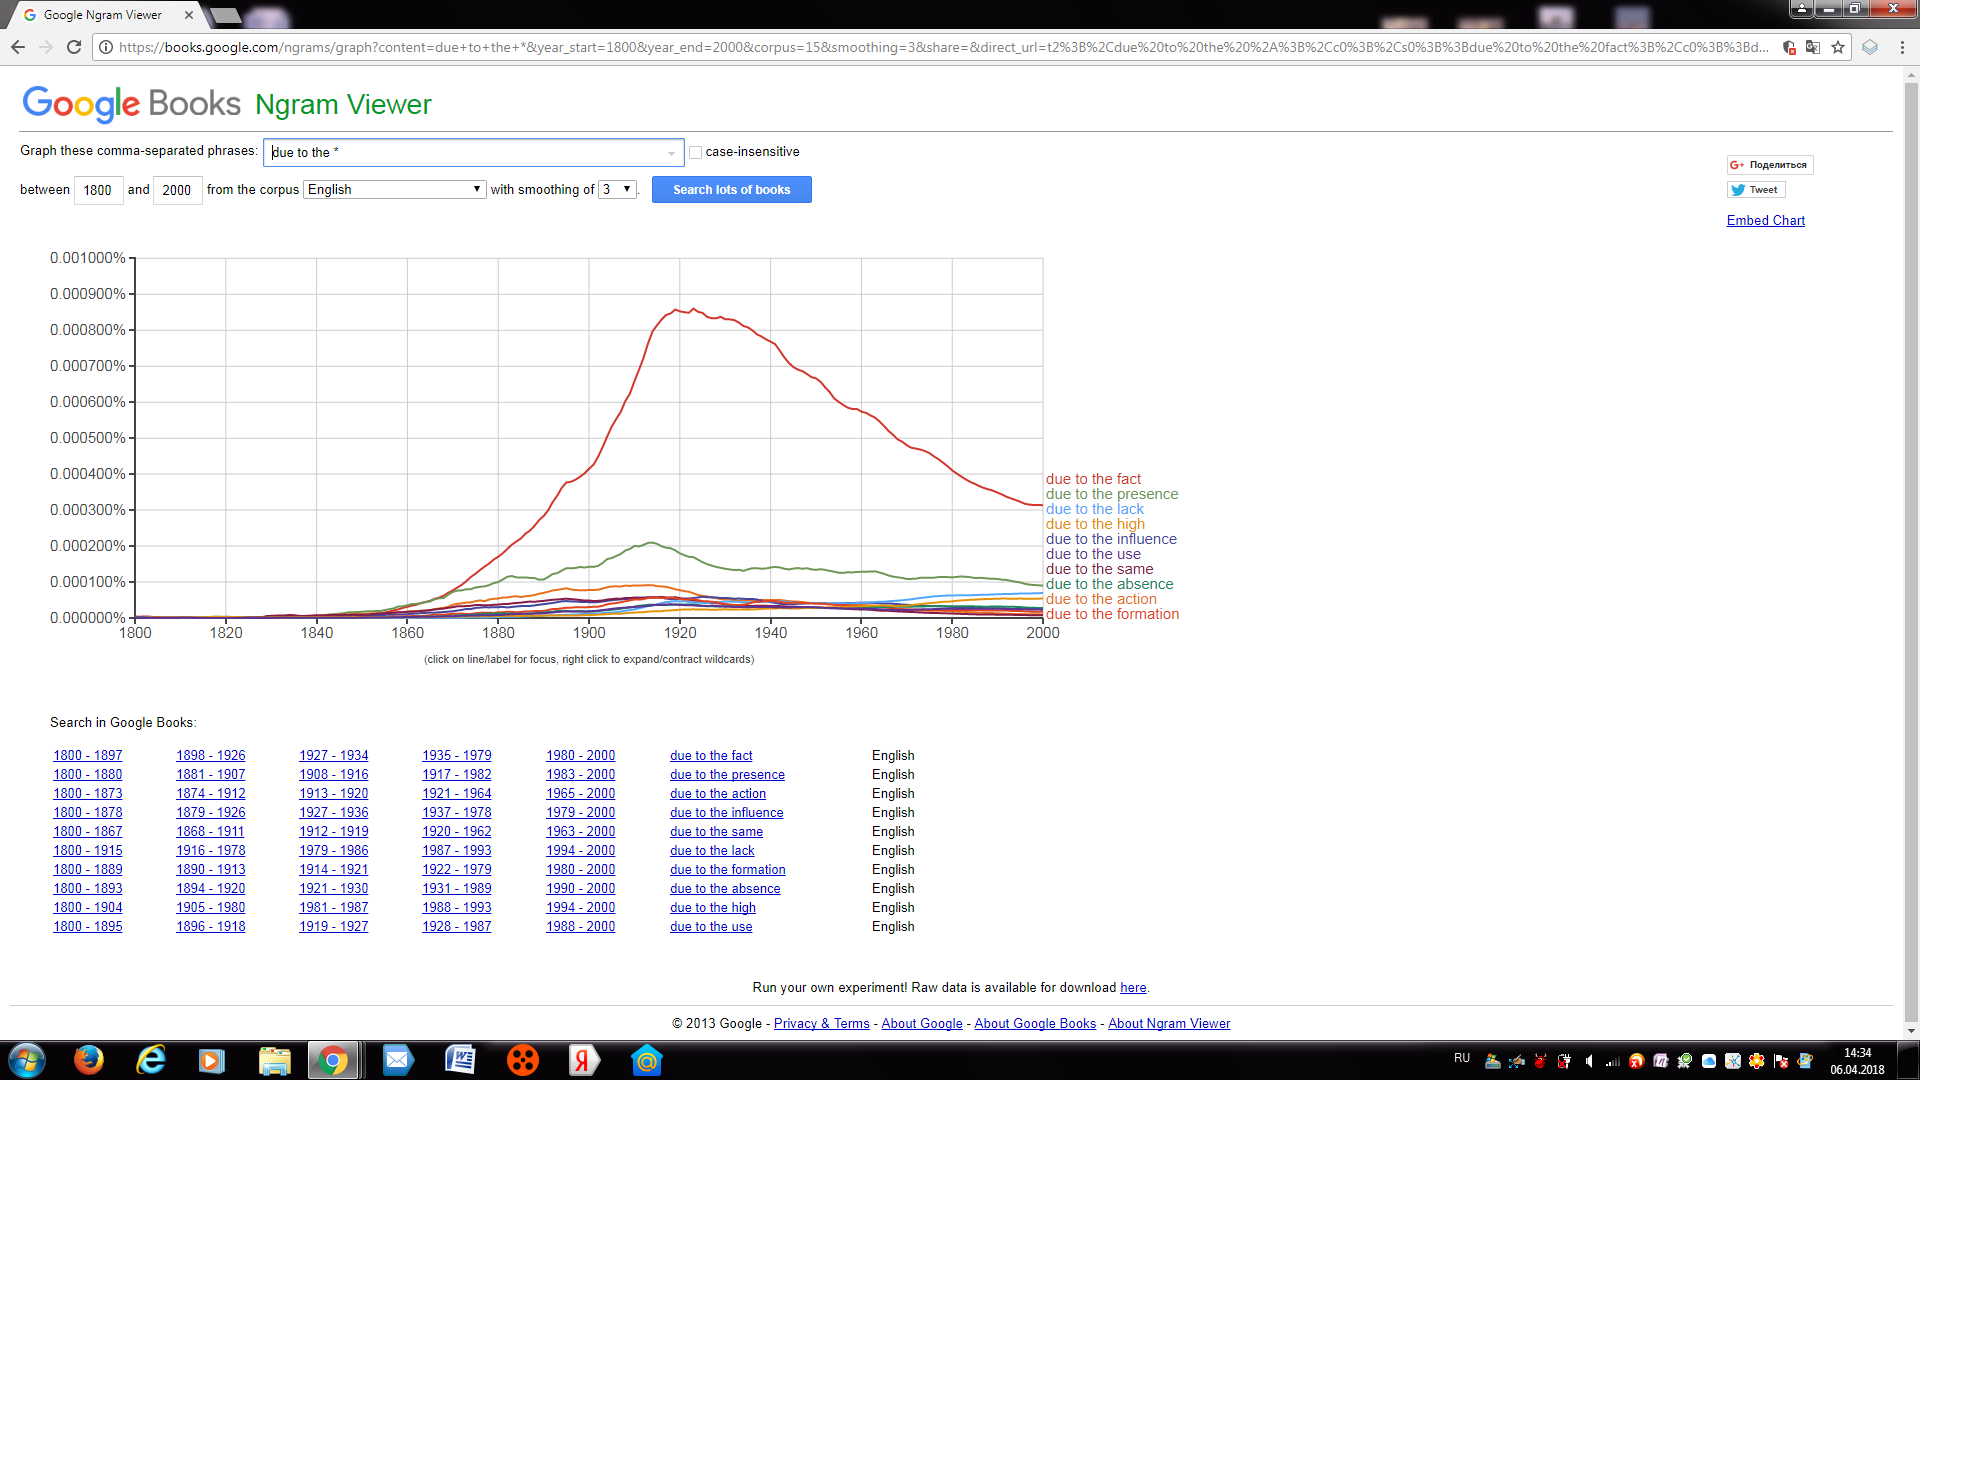 Google Ngram Viewer
https://books.google.com/ngrams/graph?content=due+to+the+*&year_start=1800&year_end=2000&corpus=15&smoothing=3&share=&direct_url=t2%3B%2Cdue%20to%20the%20%2A%3B%2Cc0%3B%2Cs0%3B%3Bdue%20to%20the%20fact%3B%2Cc0%3B%3Bd...
Google Books Ngram Viewer
Graph these comma-separated phrases: due to the * case-insensitive
between 1800 and 2000 from the corpus English with smoothing of 3 . Search lots of books
Поделиться
Tweet
Embed Chart
0.001000%
0.000900%
0.000800%
0.000700%
0.000600%
0.000500%
0.000400%
0.000300%
0.000200%
0.000100%
0.000000%
1800 1820 1840 1860 1880 1900 1920 1940 1960 1980 2000
due to the fact
due to the presence
due to the lack
due to the high
due to the influence
due to the use
due to the same
due to the absence
due to the action
due to the formation
(click on line/label for focus, right click to expand/contract wildcards)
Search in Google Books:
1800 - 1897 1898 - 1926 1927 - 1934 1935 - 1979 1980 - 2000 due to the fact English
1800 - 1880 1881 - 1907 1908 - 1916 1917 - 1982 1983 - 2000 due to the presence English
1800 - 1873 1874 - 1912 1913 - 1920 1921 - 1964 1965 - 2000 due to the action English
1800 - 1878 1879 - 1926 1927 - 1936 1937 - 1978 1979 - 2000 due to the influence English
1800 - 1867 1868 - 1911 1912 - 1919 1920 - 1962 1963 - 2000 due to the same English
1800 - 1915 1916 - 1978 1979 - 1986 1987 - 1993 1994 - 2000 due to the lack English
1800 - 1889 1890 - 1913 1914 - 1921 1922 - 1979 1980 - 2000 due to the formation English
1800 - 1893 1894 - 1920 1921 - 1930 1931 - 1989 1990 - 2000 due to the absence English
1800 - 1904 1905 - 1980 1981 - 1987 1988 - 1993 1994 - 2000 due to the high English
1800 - 1895 1896 - 1918 1919 - 1927 1928 - 1987 1988 - 2000 due to the use English
Run your own experiment! Raw data is available for download here.
© 2013 Google - Privacy & Terms - About Google - About Google Books - About Ngram Viewer
RU
14:34
06.04.2018